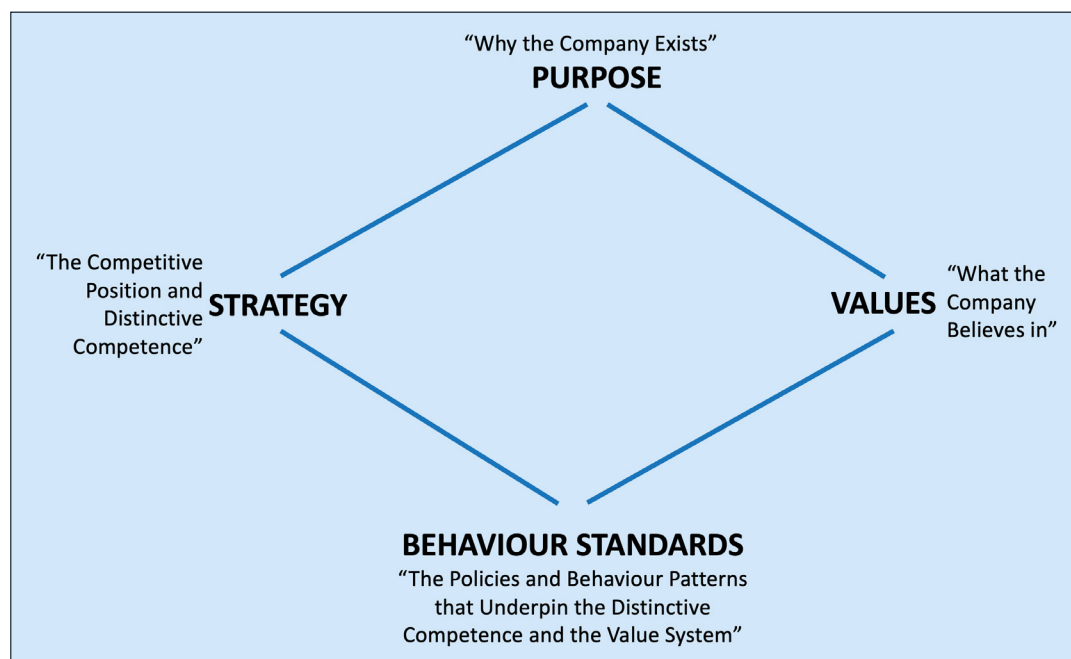 “Why the Company Exists”
PURPOSE
“The Competitive
Position and
Distinctive
Competence”
STRATEGY
VALUES
“What the
Company
Believes in”
BEHAVIOUR STANDARDS
“The Policies and Behaviour Patterns
that Underpin the Distinctive
Competence and the Value System”